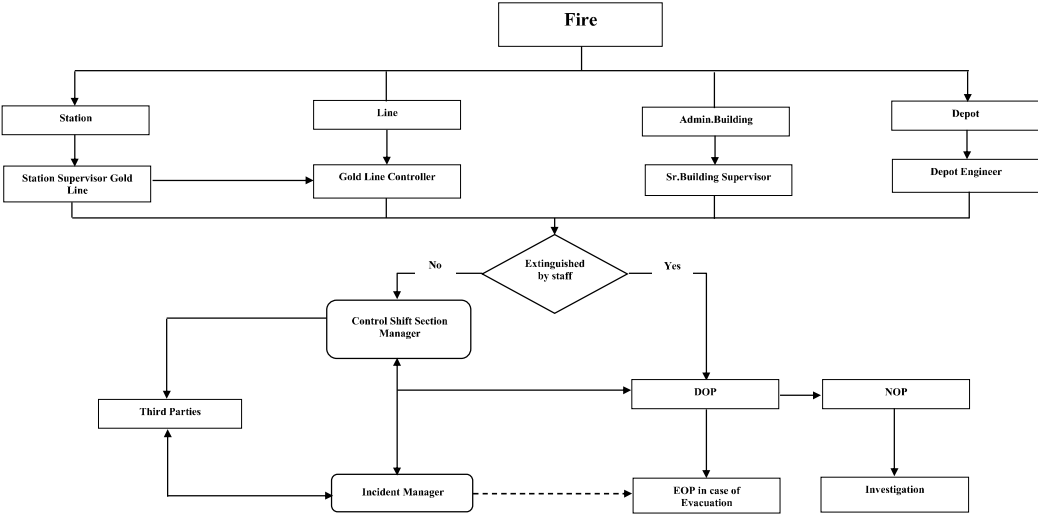 Fire
Station
Line
Admin.Building
Depot
Station Supervisor Gold
Line
Gold Line Controller
Sr.Building Supervisor
Depot Engineer
Extinguished
by staff
No
Yes
Control Shift Section
Manager
Third Parties
DOP
NOP
Incident Manager
EOP in case of
Evacuation
Investigation